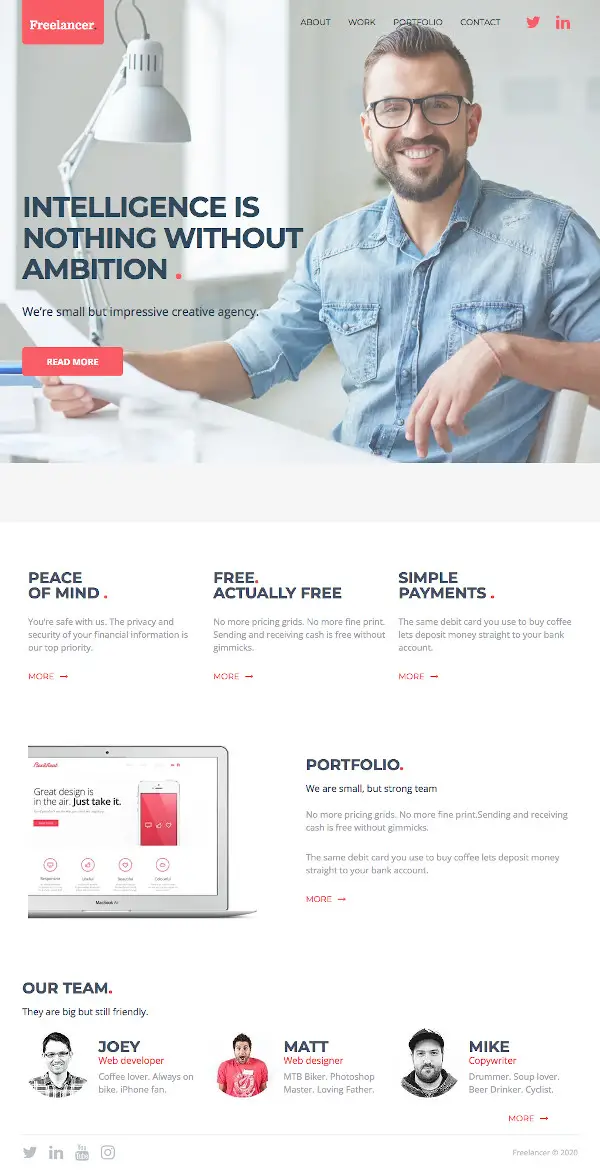 Freelancer.
ABOUT WORK PORTFOLIO CONTACT
INTELLIGENCE IS
NOTHING WITHOUT
AMBITION .
We're small but impressive creative agency.
READ MORE
PEACE
OF MIND .
You're safe with us. The privacy and
security of your financial information is
our top priority.
MORE
FREE.
ACTUALLY FREE
No more pricing grids. No more fine print.
Sending and receiving cash is free without
gimmicks.
MORE
SIMPLE
PAYMENTS .
The same debit card you use to buy coffee
lets deposit money straight to your bank
account.
MORE
Great design is
in the air. Just take it.
MacBook Air
PORTFOLIO.
We are small, but strong team
No more pricing grids. No more fine print.Sending and receiving
cash is free without gimmicks.
The same debit card you use to buy coffee lets deposit money
straight to your bank account.
MORE
OUR TEAM.
They are big but still friendly.
JOEY
Web developer
Coffee lover. Always on
bike. iPhone fan.
MATT
Web designer
MTB Biker. Photoshop
Master. Loving Father.
MIKE
Copywriter
Drummer. Soup lover.
Beer Drinker. Cyclist.
MORE
You
Tube
Freelancer © 2020